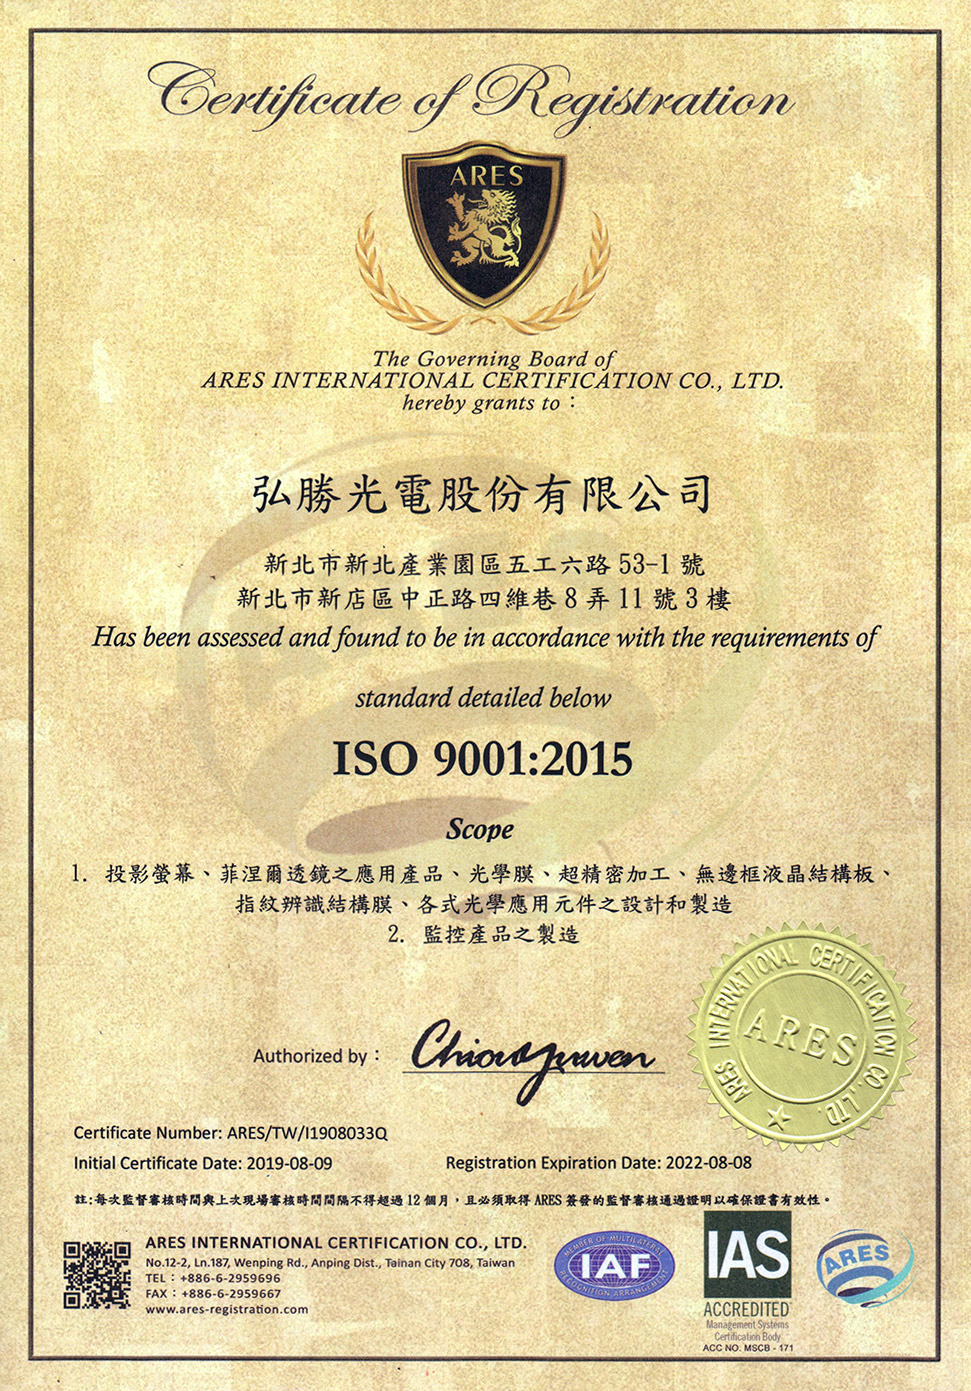 Certificate of Registration
ARES
The Governing Board of
ARES INTERNATIONAL CERTIFICATION CO., LTD.
hereby grants to：
弘勝光電股份有限公司
新北市新北產業園區五工六路 53-1 號
新北市新店區中正路四維巷 8 弄 11 號 3 樓
Has been assessed and found to be in accordance with the requirements of
standard detailed below
ISO 9001:2015
Scope
1. 投影螢幕、菲涅爾透鏡之應用產品、光學膜、超精密加工、無邊框液晶結構板、
指紋辨識結構膜、各式光學應用元件之設計和製造
2. 監控產品之製造
ARES INTERNATIONAL CERTIFICATION CO.,LTD.
ARES
Authorized by：
Certificate Number: ARES/TW/I1908033Q
Initial Certificate Date: 2019-08-09
Registration Expiration Date: 2022-08-08
註:每次監督審核時間與上次現場審核時間間隔不得超過 12 個月，且必須取得 ARES 簽發的監督審核通過證明以確保證書有效性。
ARES INTERNATIONAL CERTIFICATION CO., LTD.
No.12-2, Ln.187, Wenping Rd., Anping Dist., Tainan City 708, Taiwan
TEL：+886-6-2959696
FAX：+886-6-2959667
www.ares-registration.com
MEMBER OF MULTILATERAL
IAF
RECOGNITION ARRANGEMENT
IAS
ACCREDITED
Management Systems
Certification Body
ACC NO. MSCB - 171
ARES